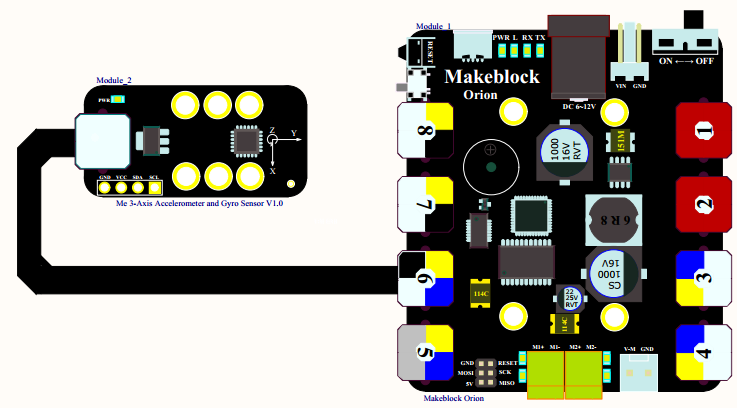 Module_1
PWR L RX TX
RESET
ON ←→ OFF
Makeblock
Orion
DC 6~12V
VIN GND
Module_2
PWR
Z
Y
X
GND VCC SDA SCL
Me 3-Axis Accelerometer and Gyro Sensor V1.0
8
7
6
5
1
2
3
4
1000
16V
RVT
151M
6R8
CS
1000
16V
22
25V
RVT
114C
114C
M1+ M1- M2+ M2-
V-M GND
GND
MOSI
5V
RESET
SCK
MISO
Makeblock Orion